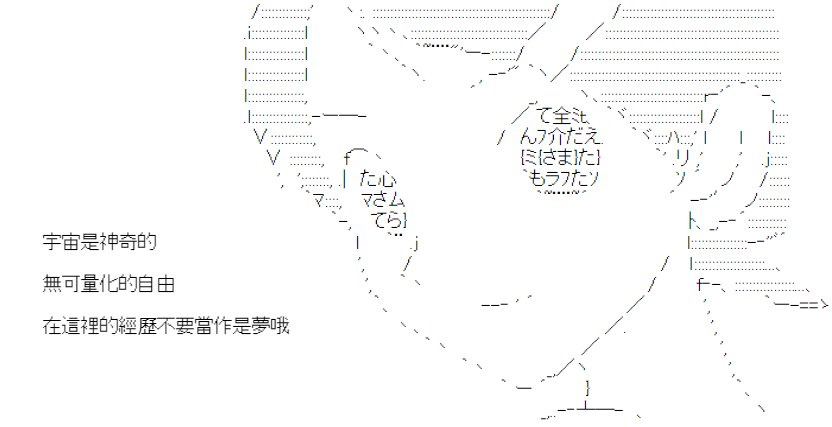 宇宙是神奇的
無可量化的自由
在這裡的經歷不要當作是夢哦